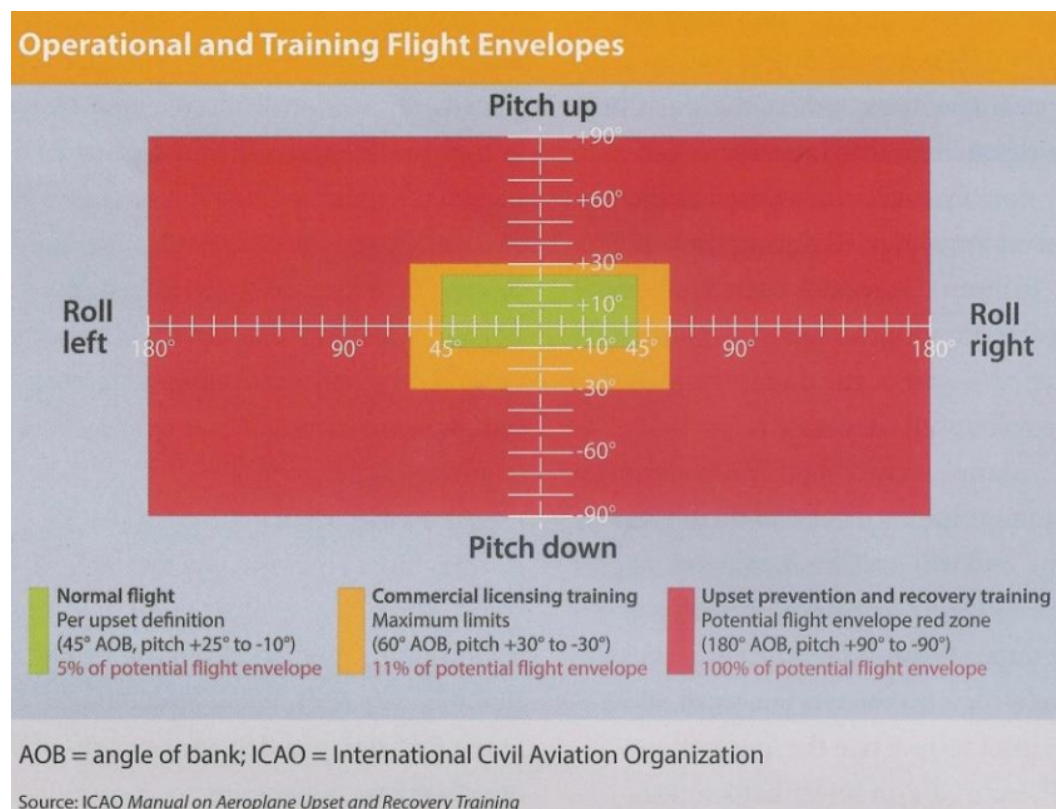 Operational and Training Flight Envelopes
Pitch up
+90°
+60°
+30°
+10°
Roll left
180°
90°
45°
-10°
45°
90°
180°
Roll right
-30°
-60°
-90°
Pitch down
Normal flight
Per upset definition
(45° AOB, pitch +25° to -10°)
5% of potential flight envelope
Commercial licensing training
Maximum limits
(60° AOB, pitch +30° to -30°)
11% of potential flight envelope
Upset prevention and recovery training
Potential flight envelope red zone
(180° AOB, pitch +90° to -90°)
100% of potential flight envelope
AOB = angle of bank; ICAO = International Civil Aviation Organization
Source: ICAO Manual on Aeroplane Upset and Recovery Training